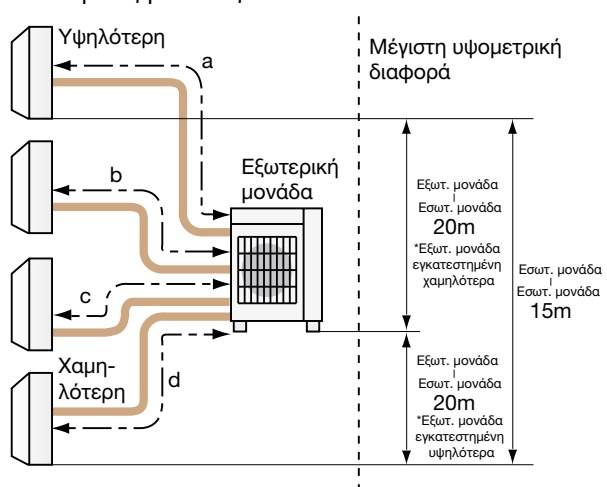 Υψηλότερη
a
Μέγιστη υψομετρική
διαφορά
b
Εξωτερική
μονάδα
c
Χαμη-
λότερη
d
Εξωτ. μονάδα
Εσωτ. μονάδα
20m
*Εξωτ. μονάδα
εγκατεστημένη
χαμηλότερα
Εσωτ. μονάδα
Εσωτ. μονάδα
15m
Εξωτ. μονάδα
Εσωτ. μονάδα
20m
*Εξωτ. μονάδα
εγκατεστημένη
υψηλότερα